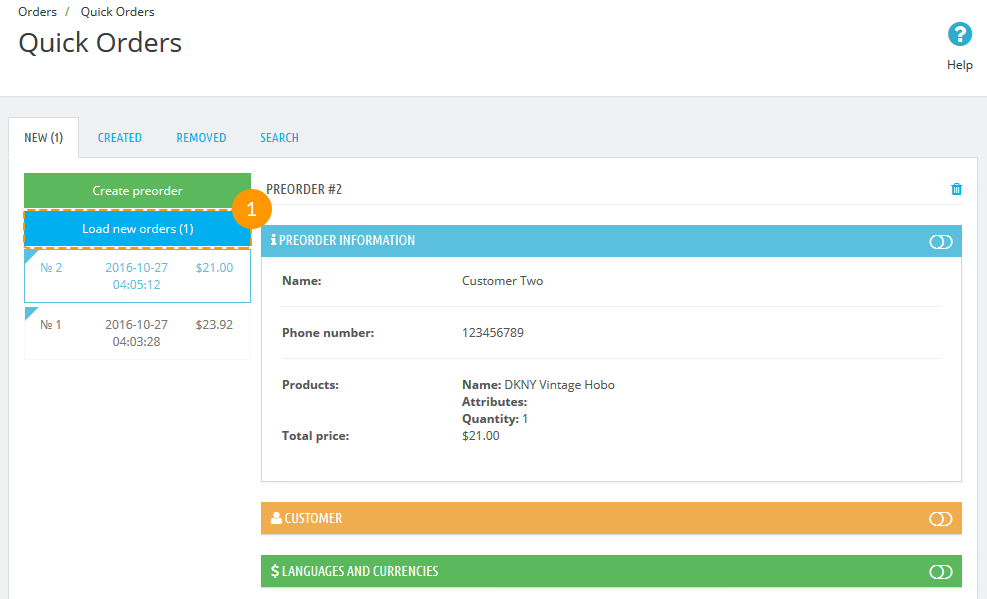 Orders / Quick Orders
Quick Orders
Help
NEW (1) CREATED REMOVED SEARCH
Create preorder
1
Load new orders (1)
№ 2 2016-10-27 $21.00
04:05:12
№ 1 2016-10-27 $23.92
04:03:28
PREORDER #2
PREORDER INFORMATION
Name: Customer Two
Phone number: 123456789
Products: Name: DKNY Vintage Hobo
Attributes:
Quantity: 1
Total price: $21.00
CUSTOMER
$ LANGUAGES AND CURRENCIES